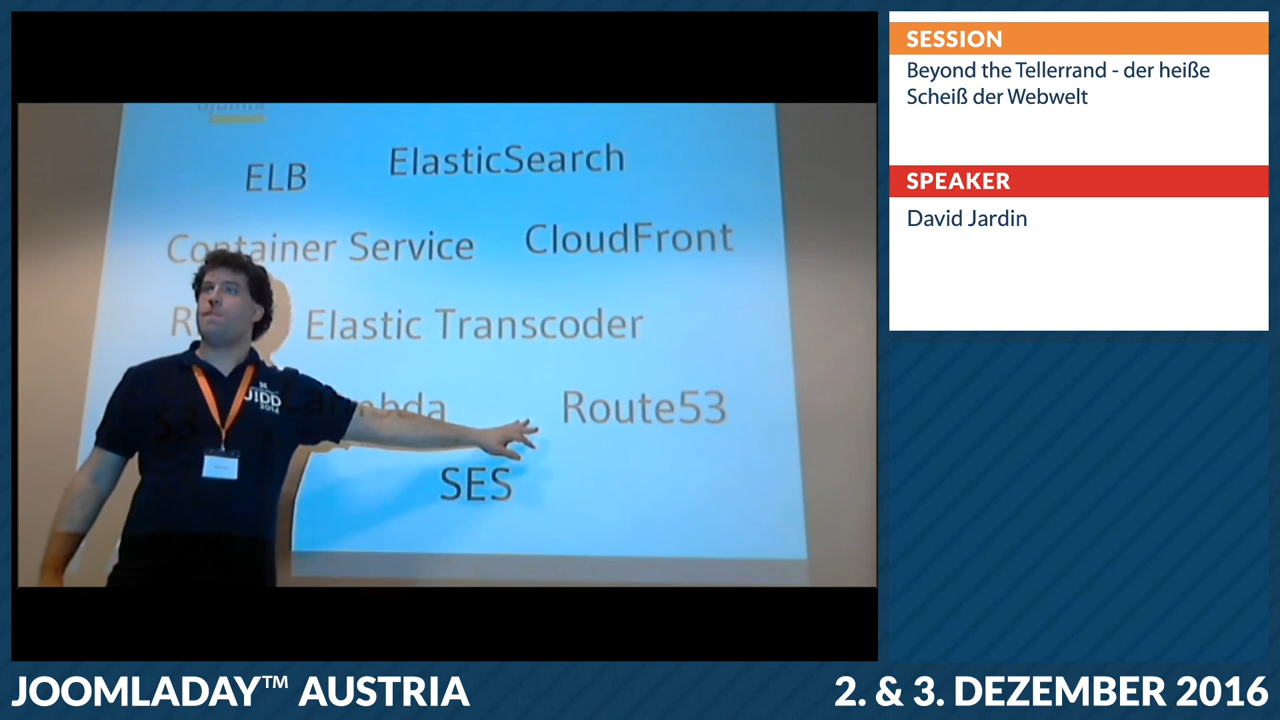 ELB
ElasticSearch
Container Service
CloudFront
Elastic Transcoder
Lambda
Route53
SES
JDD
SESSION
Beyond the Tellerrand - der heiße
Scheiß der Webwelt
SPEAKER
David Jardin
JOOMLADAY™ AUSTRIA
2. & 3. DEZEMBER 2016